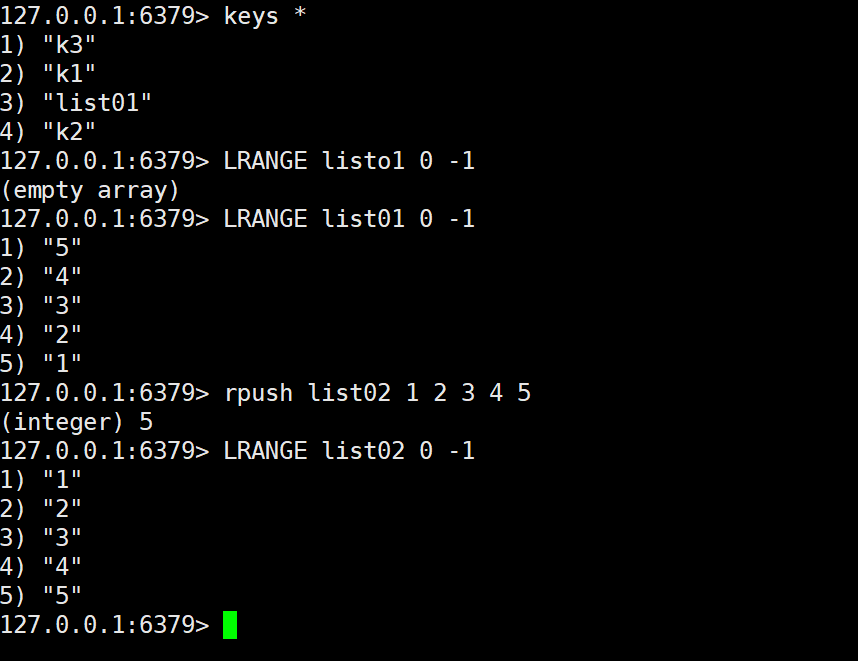 127.0.0.1:6379> keys *
1) "k3"
2) "k1"
3) "list01"
4) "k2"
127.0.0.1:6379> LRANGE listo1 0 -1
(empty array)
127.0.0.1:6379> LRANGE list01 0 -1
1) "5"
2) "4"
3) "3"
4) "2"
5) "1"
127.0.0.1:6379> rpush list02 1 2 3 4 5
(integer) 5
127.0.0.1:6379> LRANGE list02 0 -1
1) "1"
2) "2"
3) "3"
4) "4"
5) "5"
127.0.0.1:6379>